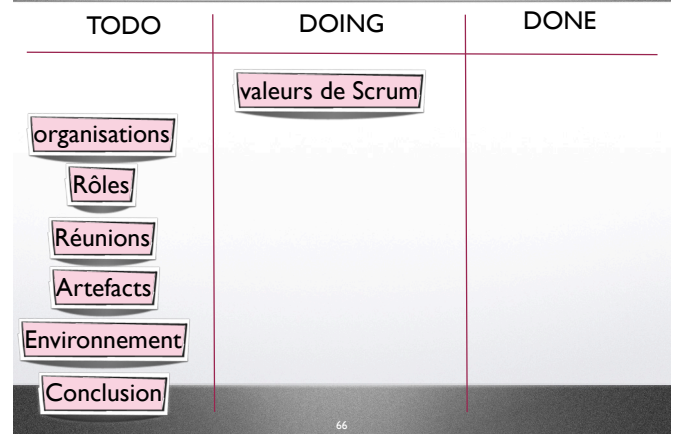 TODO
DOING
DONE
valeurs de Scrum
organisations
Rôles
Réunions
Artefacts
Environnement
Conclusion
66